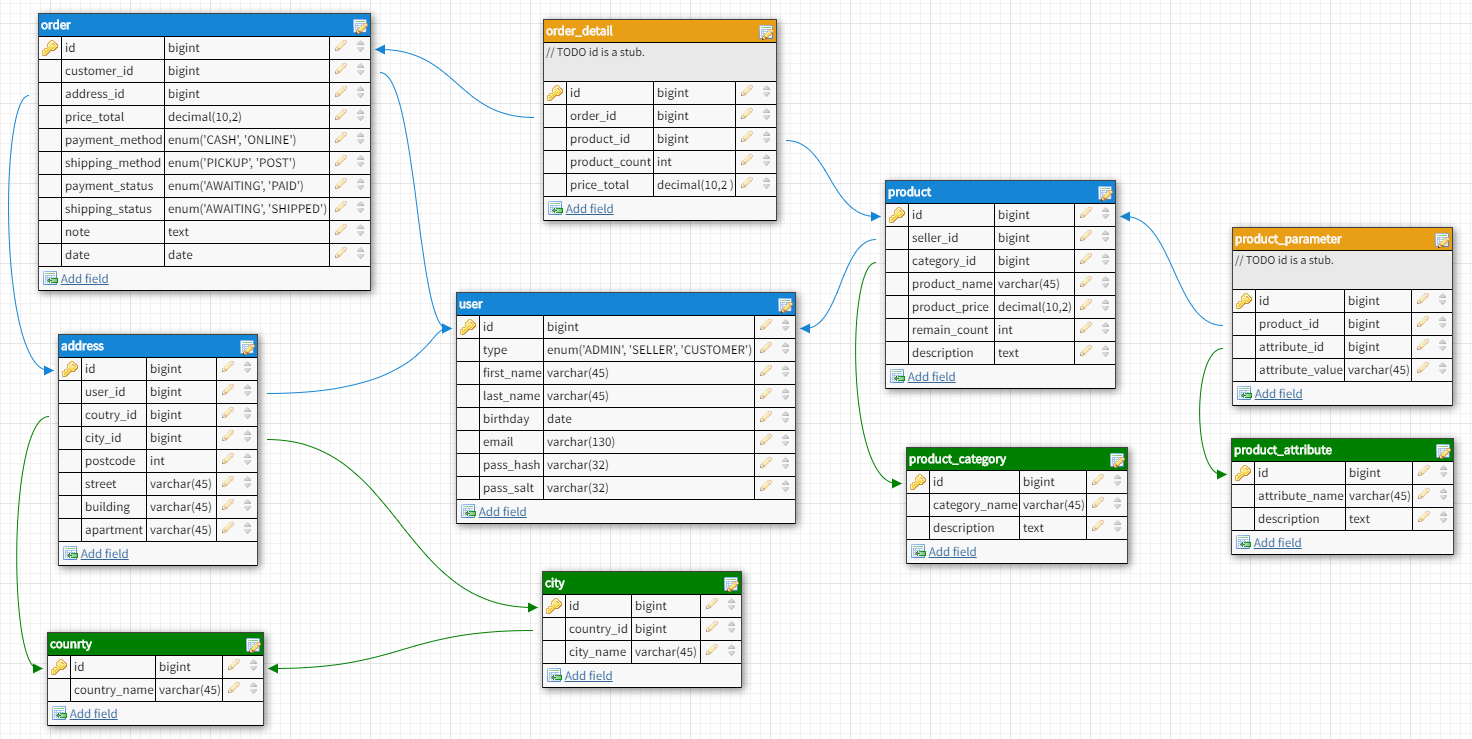 order
id bigint
customer_id bigint
address_id bigint
price_total decimal(10,2)
payment_method enum('CASH', 'ONLINE')
shipping_method enum('PICKUP', 'POST')
payment_status enum('AWAITING', 'PAID')
shipping_status enum('AWAITING', 'SHIPPED')
note text
date date
Add field
order_detail
// TODO id is a stub.
id bigint
order_id bigint
product_id bigint
product_count int
price_total decimal(10,2 )
Add field
product
id bigint
seller_id bigint
category_id bigint
product_name varchar(45)
product_price decimal(10,2)
remain_count int
description text
Add field
product_parameter
// TODO id is a stub.
id bigint
product_id bigint
attribute_id bigint
attribute_value varchar(45)
Add field
address
id bigint
user_id bigint
coutry_id bigint
city_id bigint
postcode int
street varchar(45)
building varchar(45)
apartment varchar(45)
Add field
user
id bigint
type enum('ADMIN', 'SELLER', 'CUSTOMER')
first_name varchar(45)
last_name varchar(45)
birthday date
email varchar(130)
pass_hash varchar(32)
pass_salt varchar(32)
Add field
product_category
id bigint
category_name varchar(45)
description text
Add field
product_attribute
id bigint
attribute_name varchar(45)
description text
Add field
counrty
id bigint
country_name varchar(45)
Add field
city
id bigint
country_id bigint
city_name varchar(45)
Add field